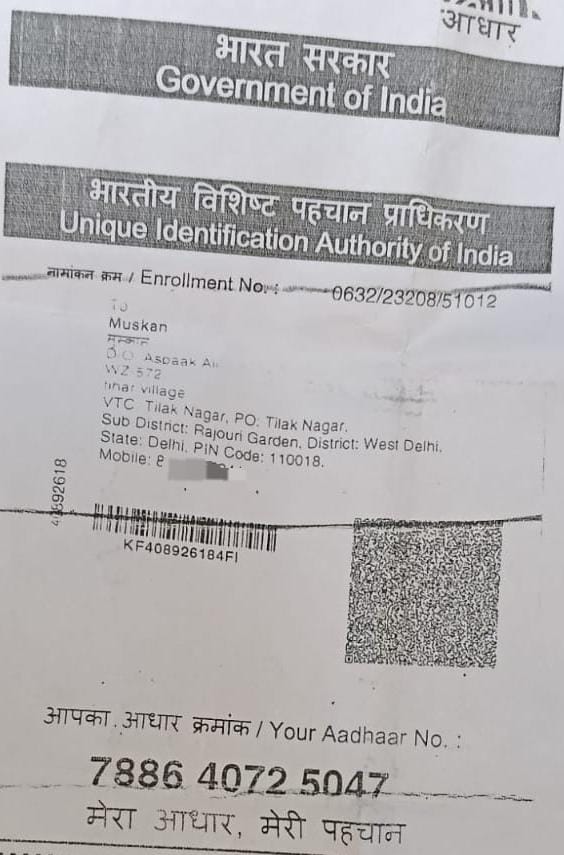 आधार
भारत सरकार
Government of India
भारतीय विशिष्ट पहचान प्राधिकरण
Unique Identification Authority of India
नामांकन क्रम / Enrollment No.: 0632/23208/51012
To
Muskan
मुस्कान
WZ-572
village
VTC Tilak Nagar, PO: Tilak Nagar,
Sub District: Rajouri Garden, District: West Delhi,
State: Delhi, PIN Code: 110018,
Mobile: 8
40892618
KF408926184FI
आपका आधार क्रमांक / Your Aadhaar No. :
7886 4072 5047
मेरा आधार, मेरी पहचान